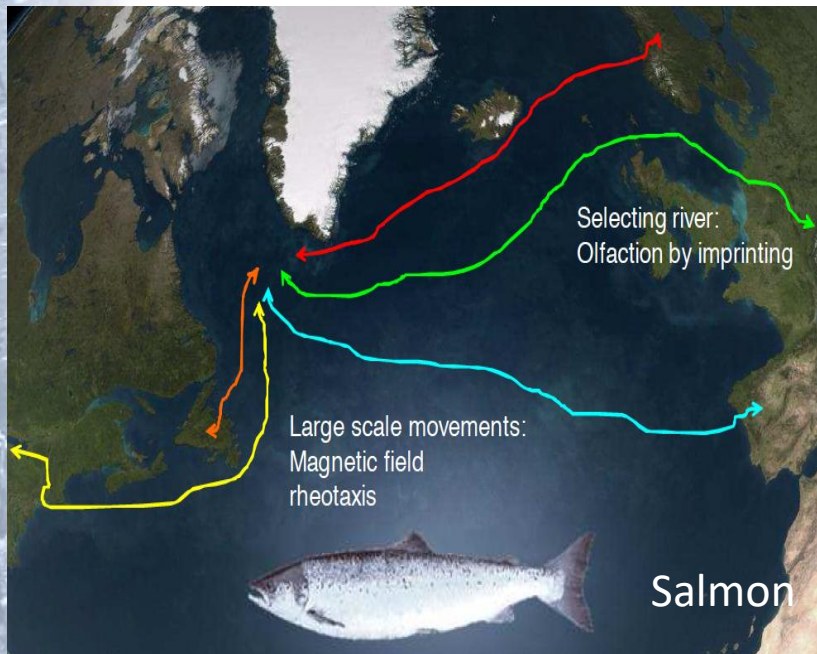 Selecting river:
Olfaction by imprinting
Large scale movements:
Magnetic field
rheotaxis
Salmon